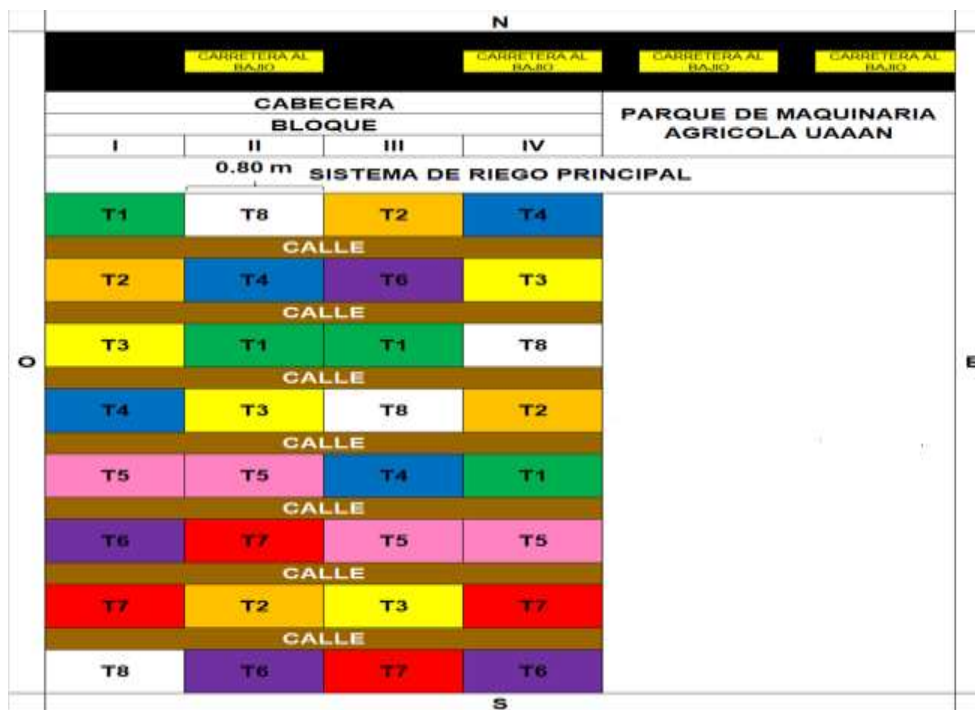 N
CARRETERA AL
BAJIO
CARRETERA AL
BAJIO
CARRETERA AL
BAJIO
CARRETERA AL
BAJIO
CABECERA
BLOQUE
I II III IV
PARQUE DE MAQUINARIA
AGRICOLA UAAAN
0.80 m SISTEMA DE RIEGO PRINCIPAL
T1 T8 T2 T4
CALLE
T2 T4 T6 T3
CALLE
O T3 T1 T1 T8 E
CALLE
T4 T3 T8 T2
CALLE
T5 T5 T4 T1
CALLE
T6 T7 T5 T5
CALLE
T7 T2 T3 T7
CALLE
T8 T6 T7 T6
S